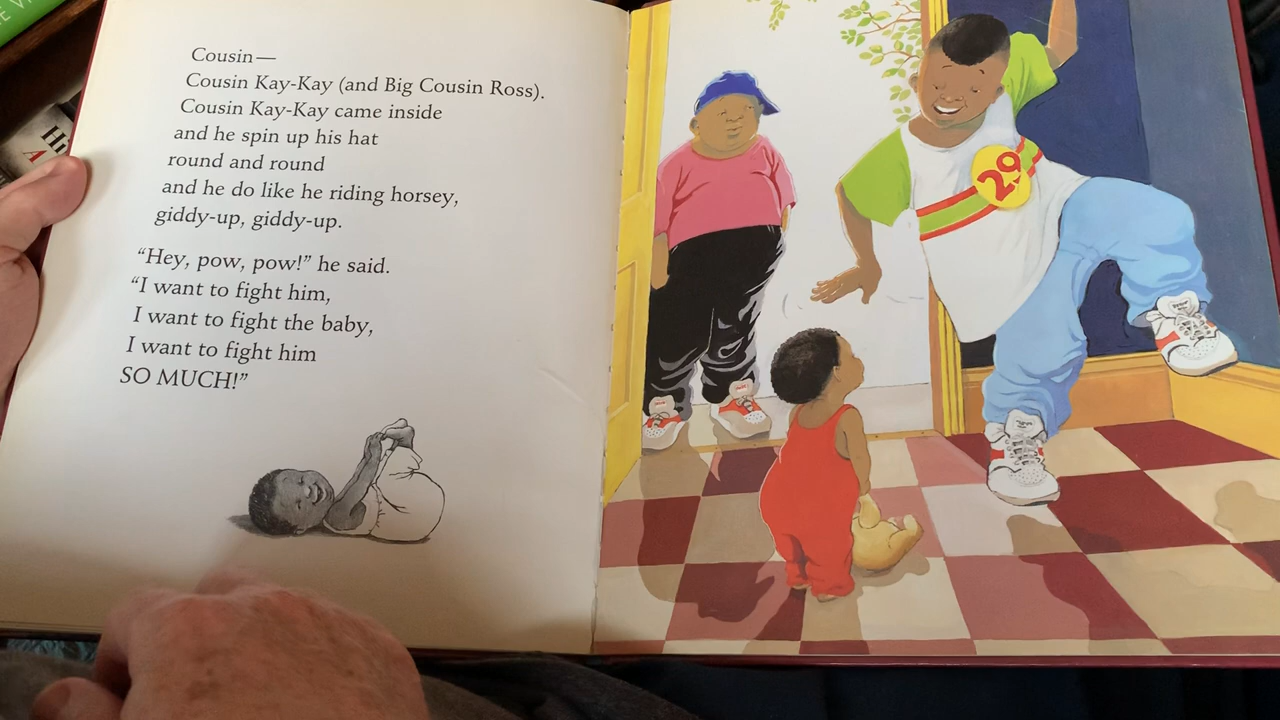 Cousin—
Cousin Kay-Kay (and Big Cousin Ross).
Cousin Kay-Kay came inside
and he spin up his hat
round and round
and he do like he riding horsey,
giddy-up, giddy-up.
“Hey, pow, pow!” he said.
“I want to fight him,
I want to fight the baby,
I want to fight him
SO MUCH!”
29